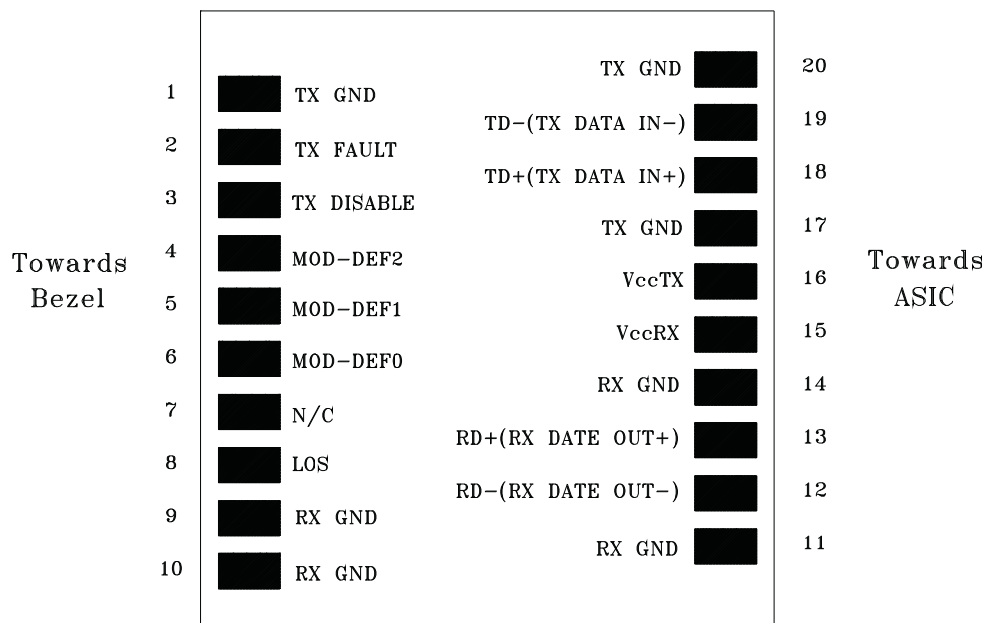 Towards
Bezel
1 TX GND
2 TX FAULT
3 TX DISABLE
4 MOD-DEF2
5 MOD-DEF1
6 MOD-DEF0
7 N/C
8 LOS
9 RX GND
10 RX GND
TX GND 20
TD-(TX DATA IN-) 19
TD+(TX DATA IN+) 18
TX GND 17
VccTX 16
VccRX 15
RX GND 14
RD+(RX DATE OUT+) 13
RD-(RX DATE OUT-) 12
RX GND 11
Towards
ASIC